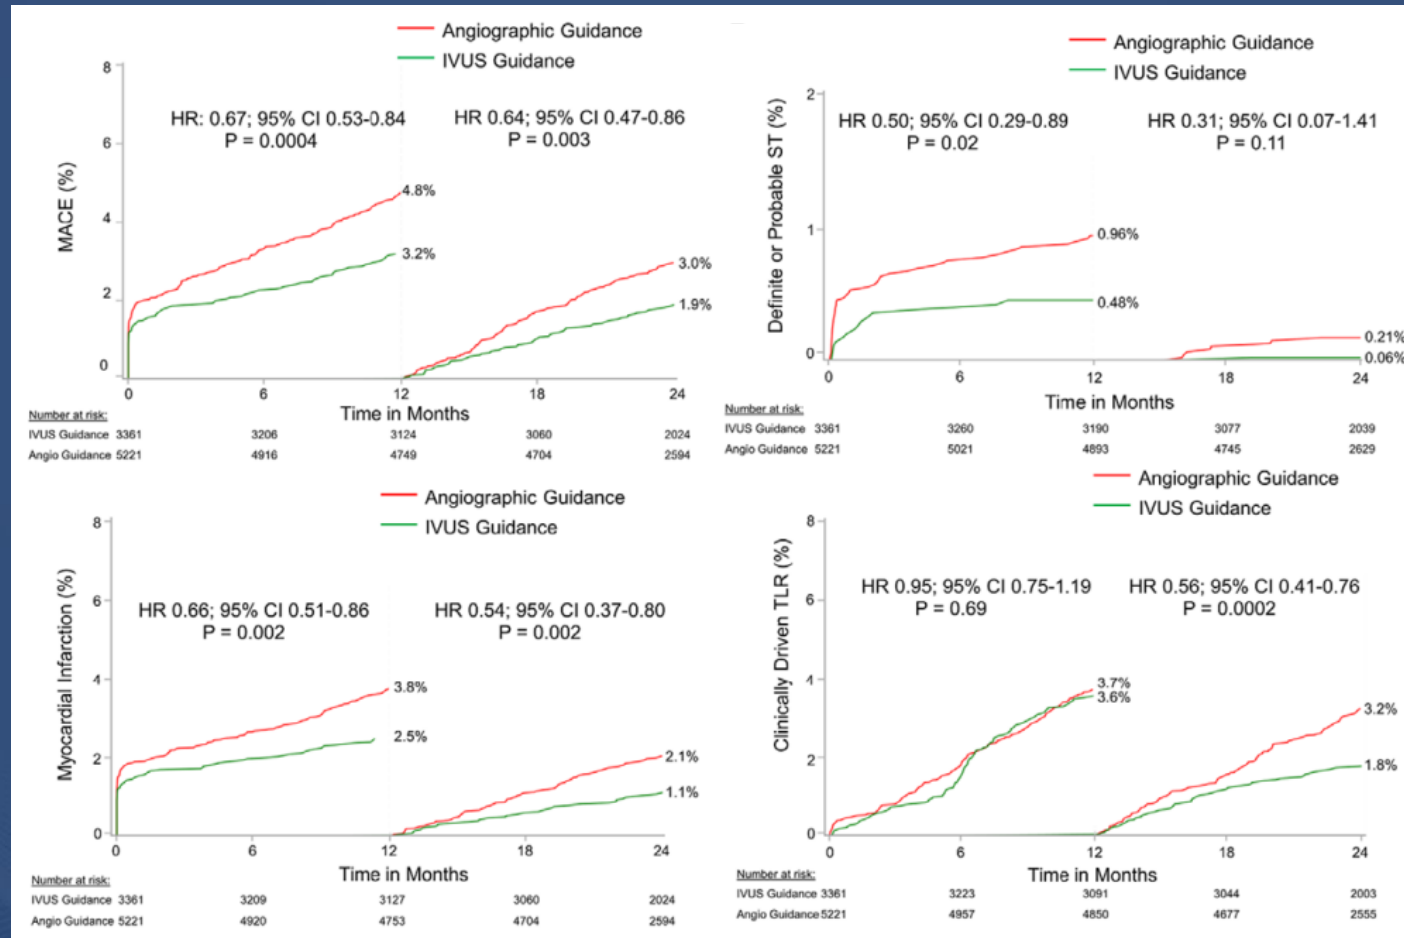 Angiographic Guidance
IVUS Guidance
MACE (%)
8
6
4
2
0
HR: 0.67; 95% CI 0.53-0.84
P = 0.0004
HR 0.64; 95% CI 0.47-0.86
P = 0.003
4.8%
3.2%
3.0%
1.9%
0 6 12 18 24
Time in Months
Number at risk:
IVUS Guidance 3361 3206 3124 3060 2024
Angio Guidance 5221 4916 4749 4704 2594
Angiographic Guidance
IVUS Guidance
Definite or Probable ST (%)
2
1
0
HR 0.50; 95% CI 0.29-0.89
P = 0.02
HR 0.31; 95% CI 0.07-1.41
P = 0.11
0.96%
0.48%
0.21%
0.06%
0 6 12 18 24
Time in Months
Number at risk:
IVUS Guidance 3361 3260 3190 3077 2039
Angio Guidance 5221 5021 4893 4745 2629
Angiographic Guidance
IVUS Guidance
Myocardial Infarction (%)
8
6
4
2
0
HR 0.66; 95% CI 0.51-0.86
P = 0.002
HR 0.54; 95% CI 0.37-0.80
P = 0.002
3.8%
2.5%
2.1%
1.1%
0 6 12 18 24
Time in Months
Number at risk:
IVUS Guidance 3361 3209 3127 3060 2024
Angio Guidance 5221 4920 4753 4704 2594
Angiographic Guidance
IVUS Guidance
Clinically Driven TLR (%)
8
6
4
2
0
HR 0.95; 95% CI 0.75-1.19
P = 0.69
HR 0.56; 95% CI 0.41-0.76
P = 0.0002
3.7%
3.6%
3.2%
1.8%
0 6 12 18 24
Time in Months
Number at risk:
IVUS Guidance 3361 3223 3091 3044 2003
Angio Guidance 5221 4957 4850 4677 2555